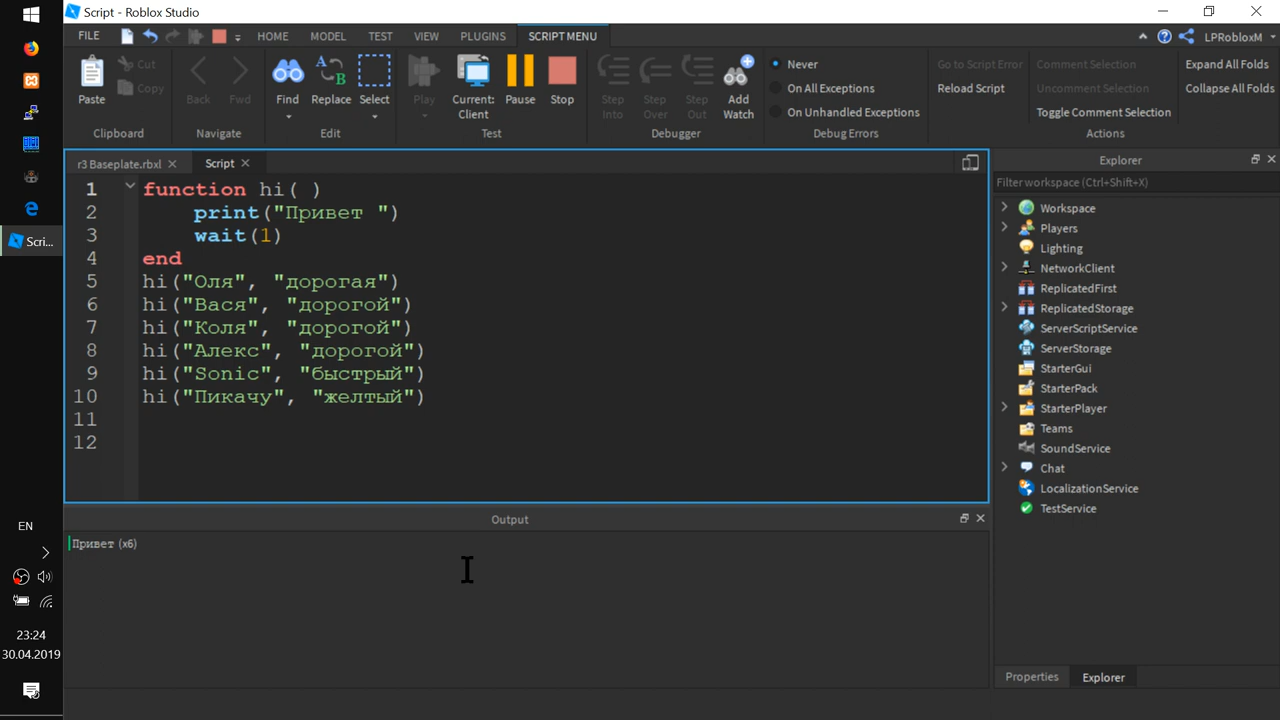 Script - Roblox Studio
FILE HOME MODEL TEST VIEW PLUGINS SCRIPT MENU LPRobloxM
Paste Cut Copy
Clipboard
Back Fwd
Navigate
Find Replace Select
Edit
Play Current: Client Pause Stop
Test
Step Into Step Over Step Out Add Watch
Debugger
Never
On All Exceptions
On Unhandled Exceptions
Debug Errors
Go to Script Error
Reload Script
Comment Selection
Uncomment Selection
Toggle Comment Selection
Actions
Expand All Folds
Collapse All Folds
Scri...
r3 Baseplate.rbxl Script
1 function hi( )
2 print("Привет ")
3 wait(1)
4 end
5 hi("Оля", "дорогая")
6 hi("Вася", "дорогой")
7 hi("Коля", "дорогой")
8 hi("Алекс", "дорогой")
9 hi("Sonic", "быстрый")
10 hi("Пикачу", "желтый")
11
12
Output
Привет (x6)
Explorer
Filter workspace (Ctrl+Shift+X)
Workspace
Players
Lighting
NetworkClient
ReplicatedFirst
ReplicatedStorage
ServerScriptService
ServerStorage
StarterGui
StarterPack
StarterPlayer
Teams
SoundService
Chat
LocalizationService
TestService
Properties Explorer
EN
23:24
30.04.2019